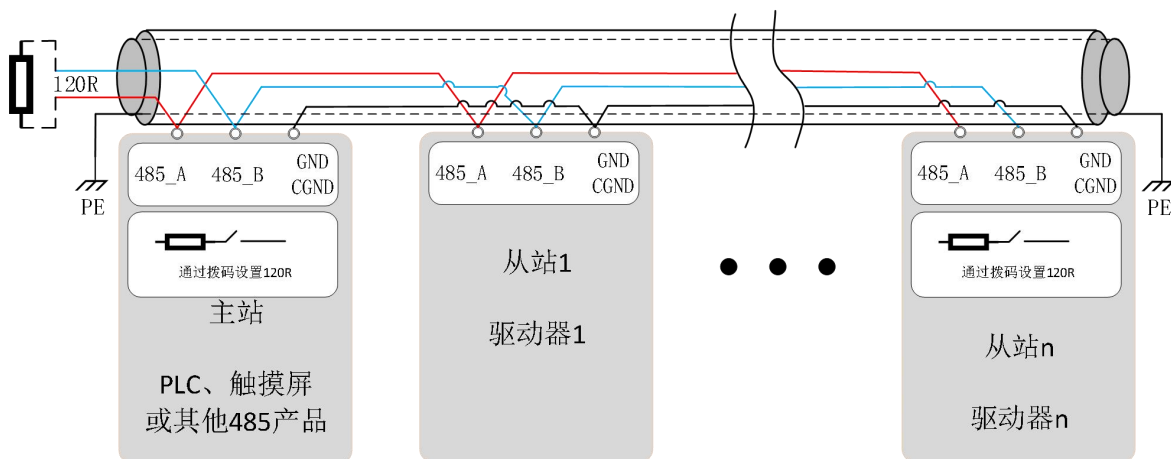 120R
PE
485_A 485_B GND
CGND
通过拨码设置120R
主站
PLC、触摸屏
或其他485产品
485_A 485_B GND
CGND
从站1
驱动器1
485_A 485_B GND
CGND
通过拨码设置120R
从站n
驱动器n
PE